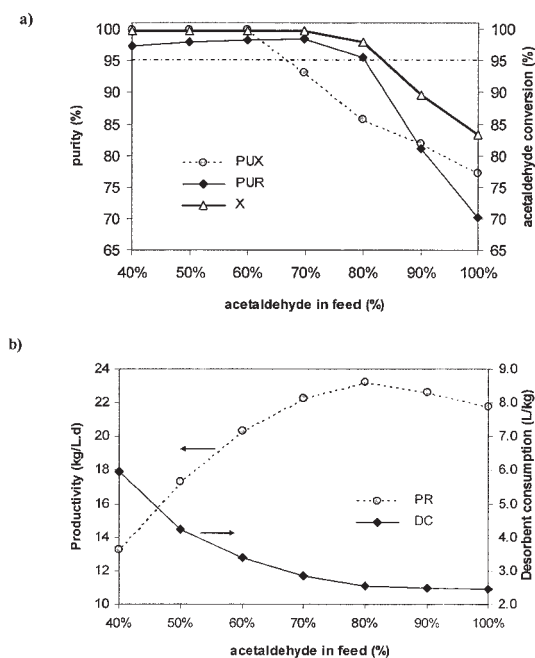 a)
100
95
90
85
80
75
70
65
purity (%)
PUX
PUR
X
100
95
90
85
80
75
70
65
acetaldehyde conversion (%)
40% 50% 60% 70% 80% 90% 100%
acetaldehyde in feed (%)
b)
24
22
20
18
16
14
12
10
Productivity (kg/L.d)
PR
DC
9.0
8.0
7.0
6.0
5.0
4.0
3.0
2.0
Desorbent consumption (L/kg)
40% 50% 60% 70% 80% 90% 100%
acetaldehyde in feed (%)